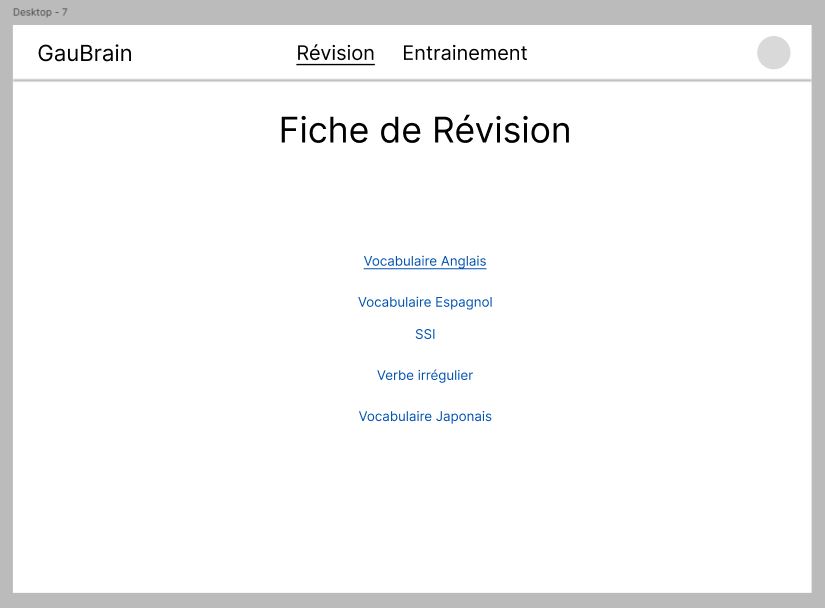 Desktop - 7
GauBrain Révision Entrainement
Fiche de Révision
Vocabulaire Anglais
Vocabulaire Espagnol
SSI
Verbe irrégulier
Vocabulaire Japonais